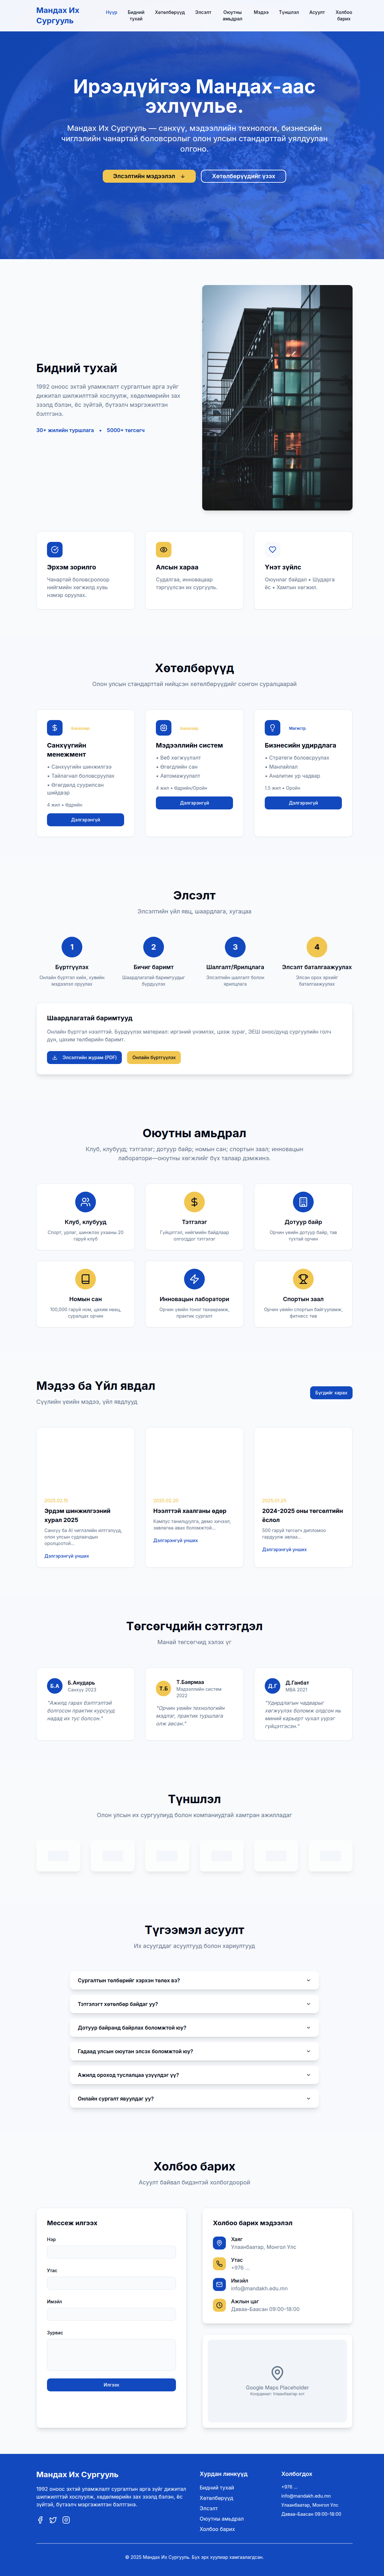 Мандах Их
Сургууль
Нүүр
Бидний
тухай
Хөтөлбөрүүд
Элсэлт
Оюутны
амьдрал
Мэдээ
Түншлэл
Асуулт
Холбоо
барих
Ирээдүйгээ Мандах-аас
эхлүүлье.
Мандах Их Сургууль — санхүү, мэдээллийн технологи, бизнесийн
чиглэлийн чанартай боловсролыг олон улсын стандарттай уялдуулан
олгоно.
Элсэлтийн мэдээлэл ↓
Хөтөлбөрүүдийг үзэх
Бидний тухай
1992 оноос эхтэй уламжлалт сургалтын арга зүйг
дижитал шилжилттэй хослуулж, хөдөлмөрийн зах
зээлд бэлэн, ёс зүйтэй, бүтээлч мэргэжилтэн
бэлтгэнэ.
30+ жилийн туршлага • 5000+ төгсөгч
Эрхэм зорилго
Чанартай боловсролоор
нийгмийн хөгжилд хувь
нэмэр оруулах.
Алсын хараа
Судалгаа, инновацаар
тэргүүлсэн их сургууль.
Үнэт зүйлс
Оюунлаг байдал • Шударга
ёс • Хамтын хөгжил.
Хөтөлбөрүүд
Олон улсын стандарттай нийцсэн хөтөлбөрүүдийг сонгон суралцаарай
Бакалавр
Санхүүгийн
менежмент
• Санхүүгийн шинжилгээ
• Тайлагнал боловсруулах
• Өгөгдөлд суурилсан
шийдвэр
4 жил • Өдрийн
Дэлгэрэнгүй
Бакалавр
Мэдээллийн систем
• Веб хөгжүүлэлт
• Өгөгдлийн сан
• Автоматжуулалт
4 жил • Өдрийн/Оройн
Дэлгэрэнгүй
Магистр
Бизнесийн удирдлага
• Стратеги боловсруулах
• Манлайлал
• Аналитик ур чадвар
1.5 жил • Оройн
Дэлгэрэнгүй
Элсэлт
Элсэлтийн үйл явц, шаардлага, хугацаа
1
Бүртгүүлэх
Онлайн бүртгэл хийх, хувийн
мэдээлэл оруулах
2
Бичиг баримт
Шаардлагатай баримтуудыг
бүрдүүлэх
3
Шалгалт/Ярилцлага
Элсэлтийн шалгалт болон
ярилцлага
4
Элсэлт баталгаажуулах
Элсэн орох эрхийг
баталгаажуулах
Шаардлагатай баримтууд
Онлайн бүртгэл нээлттэй. Бүрдүүлэх материал: иргэний үнэмлэх, цээж зураг, ЭЕШ оноо/дунд сургуулийн голч
дүн, цахим төлбөрийн баримт.
Элсэлтийн журам (PDF)
Онлайн бүртгүүлэх
Оюутны амьдрал
Клуб, клубууд; тэтгэлэг; дотуур байр; номын сан; спортын заал; инновацын
лаборатори—оюутны хөгжлийг бүх талаар дэмжинэ.
Клуб, клубууд
Спорт, урлаг, шинжлэх ухааны 20
гаруй клуб
Тэтгэлэг
Гүйцэтгэл, нийгмийн байдлаар
олгогддог тэтгэлэг
Дотуур байр
Орчин үеийн дотуур байр, тав
тухтай орчин
Номын сан
100,000 гаруй ном, цахим нөөц,
суралцах орчин
Инновацын лаборатори
Орчин үеийн тоног төхөөрөмж,
практик сургалт
Спортын заал
Орчин үеийн спортын байгууламж,
фитнесс төв
Мэдээ ба Үйл явдал
Сүүлийн үеийн мэдээ, үйл явдлууд
Бүгдийг харах
Эрдэм шинжилгээний
хурал 2025
Санхүү ба AI чиглэлийн илтгэлүүд,
олон улсын судлаачдын
оролцоотой...
Дэлгэрэнгүй унших
Нээлттэй хаалганы өдөр
Кампус танилцуулга, демо хичээл,
зөвлөгөө авах боломжтой...
Дэлгэрэнгүй унших
2024-2025 оны төгсөлтийн
ёслол
500 гаруй төгсөгч дипломоо
гардуулж авлаа...
Дэлгэрэнгүй унших
Төгсөгчдийн сэтгэгдэл
Манай төгсөгчид хэлэх үг
Б.А
Б.Анударь
Санхүү 2023
"Ажилд гарах бэлтгэлтэй
болгосон практик курсууд
надад их тус болсон."
Т.Б
Т.Баярмаа
Мэдээллийн систем
2022
"Орчин үеийн технологийн
мэдлэг, практик туршлага
олж авсан."
Д.Г
Д.Ганбат
MBA 2021
"Удирдлагын чадварыг
хөгжүүлэх боломж олдсон нь
миний карьерт чухал үүрэг
гүйцэтгэсэн."
Түншлэл
Олон улсын их сургуулиуд болон компаниудтай хамтран ажилладаг
Түгээмэл асуулт
Их асуугддаг асуултууд болон хариултууд
Сургалтын төлбөрийг хэрхэн төлөх вэ?
Тэтгэлэгт хөтөлбөр байдаг уу?
Дотуур байранд байрлах боломжтой юу?
Гадаад улсын оюутан элсэх боломжтой юу?
Ажилд ороход туслалцаа үзүүлдэг үү?
Онлайн сургалт явуулдаг уу?
Холбоо барих
Асуулт байвал бидэнтэй холбогдоорой
Мессеж илгээх
Нэр
Утас
Имэйл
Зурвас
Илгээх
Холбоо барих мэдээлэл
Хаяг
Улаанбаатар, Монгол Улс
Утас
+976 ...
Имэйл
info@mandakh.edu.mn
Ажлын цаг
Даваа–Баасан 09:00–18:00
Google Maps Placeholder
Координат: Улаанбаатар хот
Мандах Их Сургууль
1992 оноос эхтэй уламжлалт сургалтын арга зүйг дижитал
шилжилттэй хослуулж, хөдөлмөрийн зах зээлд бэлэн, ёс
зүйтэй, бүтээлч мэргэжилтэн бэлтгэнэ.
Хурдан линкүүд
Бидний тухай
Хөтөлбөрүүд
Элсэлт
Оюутны амьдрал
Холбоо барих
Холбогдох
+976 ...
info@mandakh.edu.mn
Улаанбаатар, Монгол Улс
Даваа–Баасан 09:00–18:00
© 2025 Мандах Их Сургууль. Бүх эрх хуулиар хамгаалагдсан.